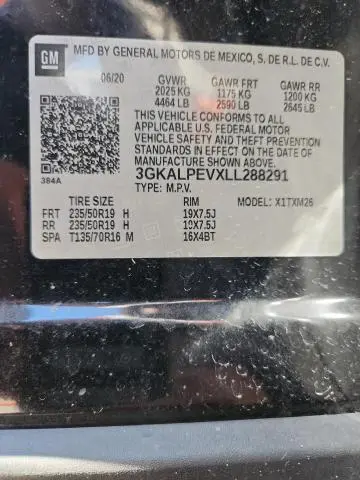 GM
MFD BY GENERAL MOTORS DE MEXICO, S. DE R.L. DE C.V.
06/20 GVWR GAWR FRT GAWR RR
2025 KG 1175 KG 1200 KG
4464 LB 2590 LB 2645 LB
THIS VEHICLE CONFORMS TO ALL
APPLICABLE U.S. FEDERAL MOTOR
VEHICLE SAFETY AND THEFT PREVENTION
STANDARDS IN EFFECT ON THE DATE OF
MANUFACTURE SHOWN ABOVE.
384A 3GKALPEVXLL288291
TYPE: M.P.V.
TIRE SIZE RIM MODEL: X1TXM26
FRT 235/50R19 H 19X7.5J
RR 235/50R19 H 19X7.5J
SPA T135/70R16 M 16X4BT